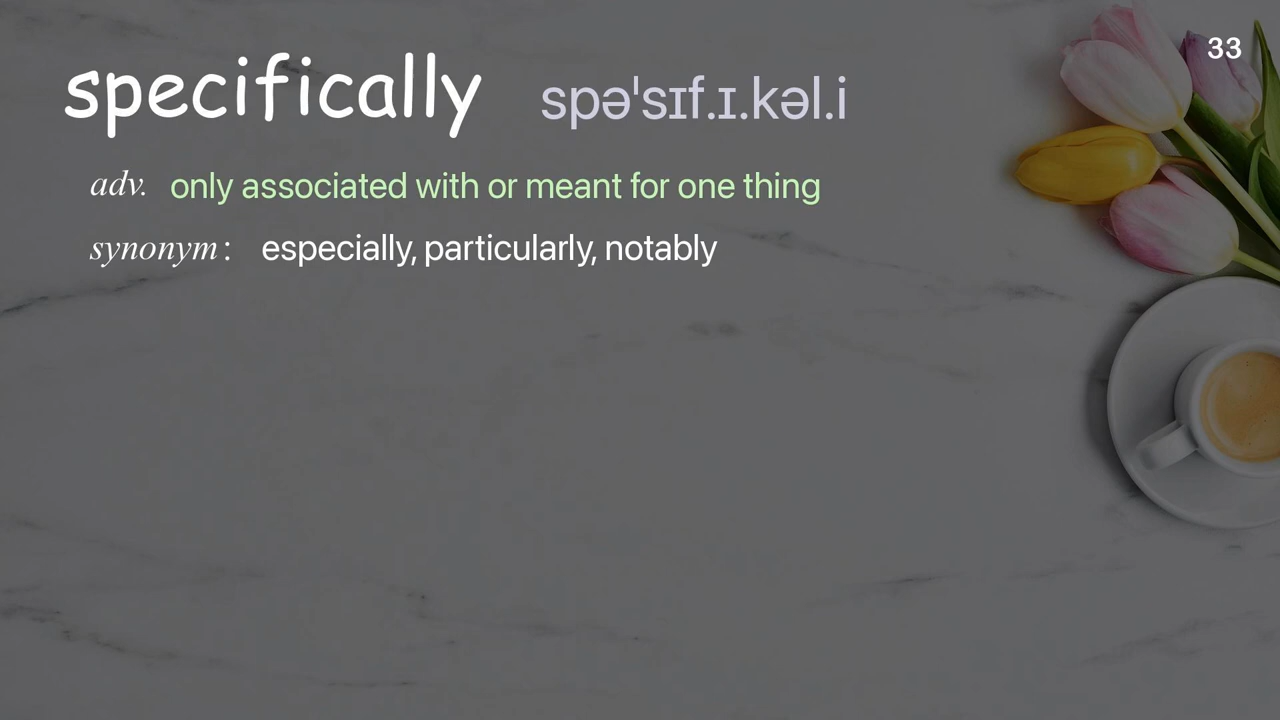 33
specifically spəˈsɪf.ɪ.kəl.i
adv. only associated with or meant for one thing
synonym: especially, particularly, notably